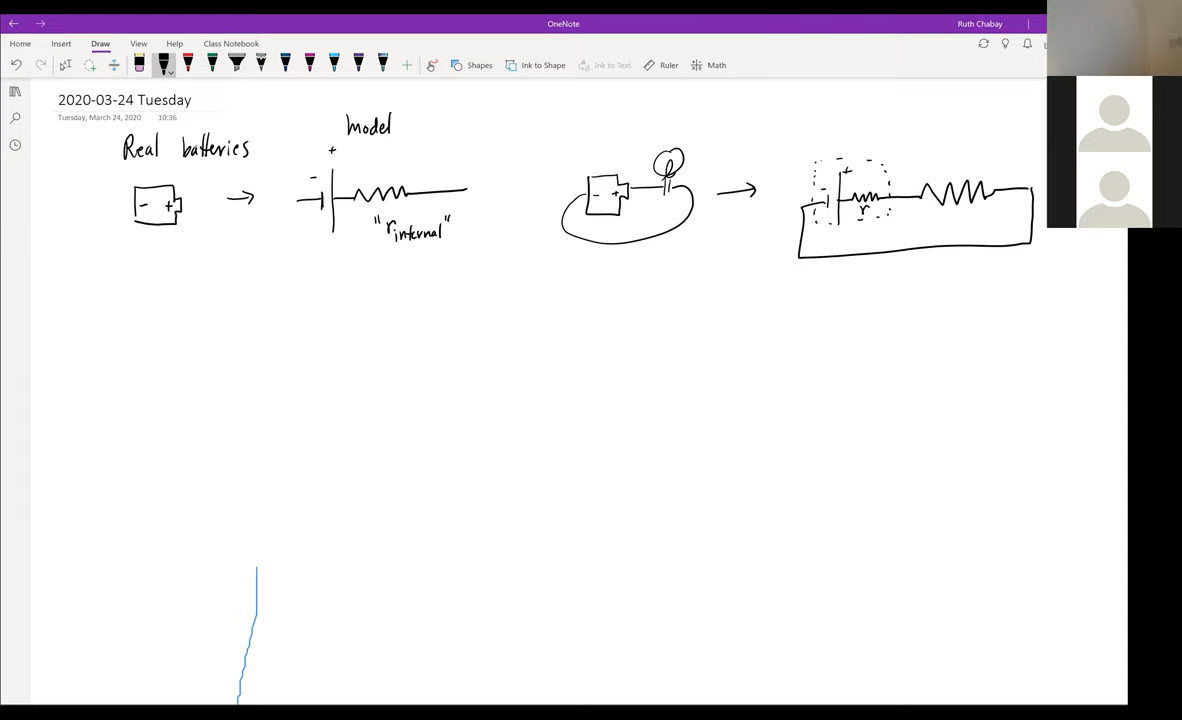 OneNote
Ruth Chabay
Home Insert Draw View Help Class Notebook
Shapes Ink to Shape Ink to Text Ruler Math
2020-03-24 Tuesday
Tuesday, March 24, 2020 10:36
Real batteries
model
- +
- +
"r internal"
- +
- +
r